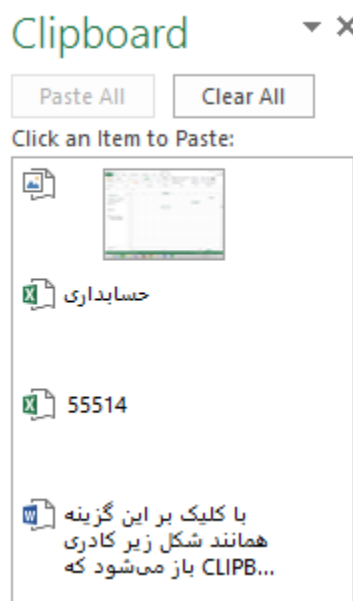 Clipboard
Paste All
Clear All
Click an Item to Paste:
حسابداری
55514
با کلیک بر این گزینه
همانند شکل زیر کادری
باز می‌شود که CLIPB...